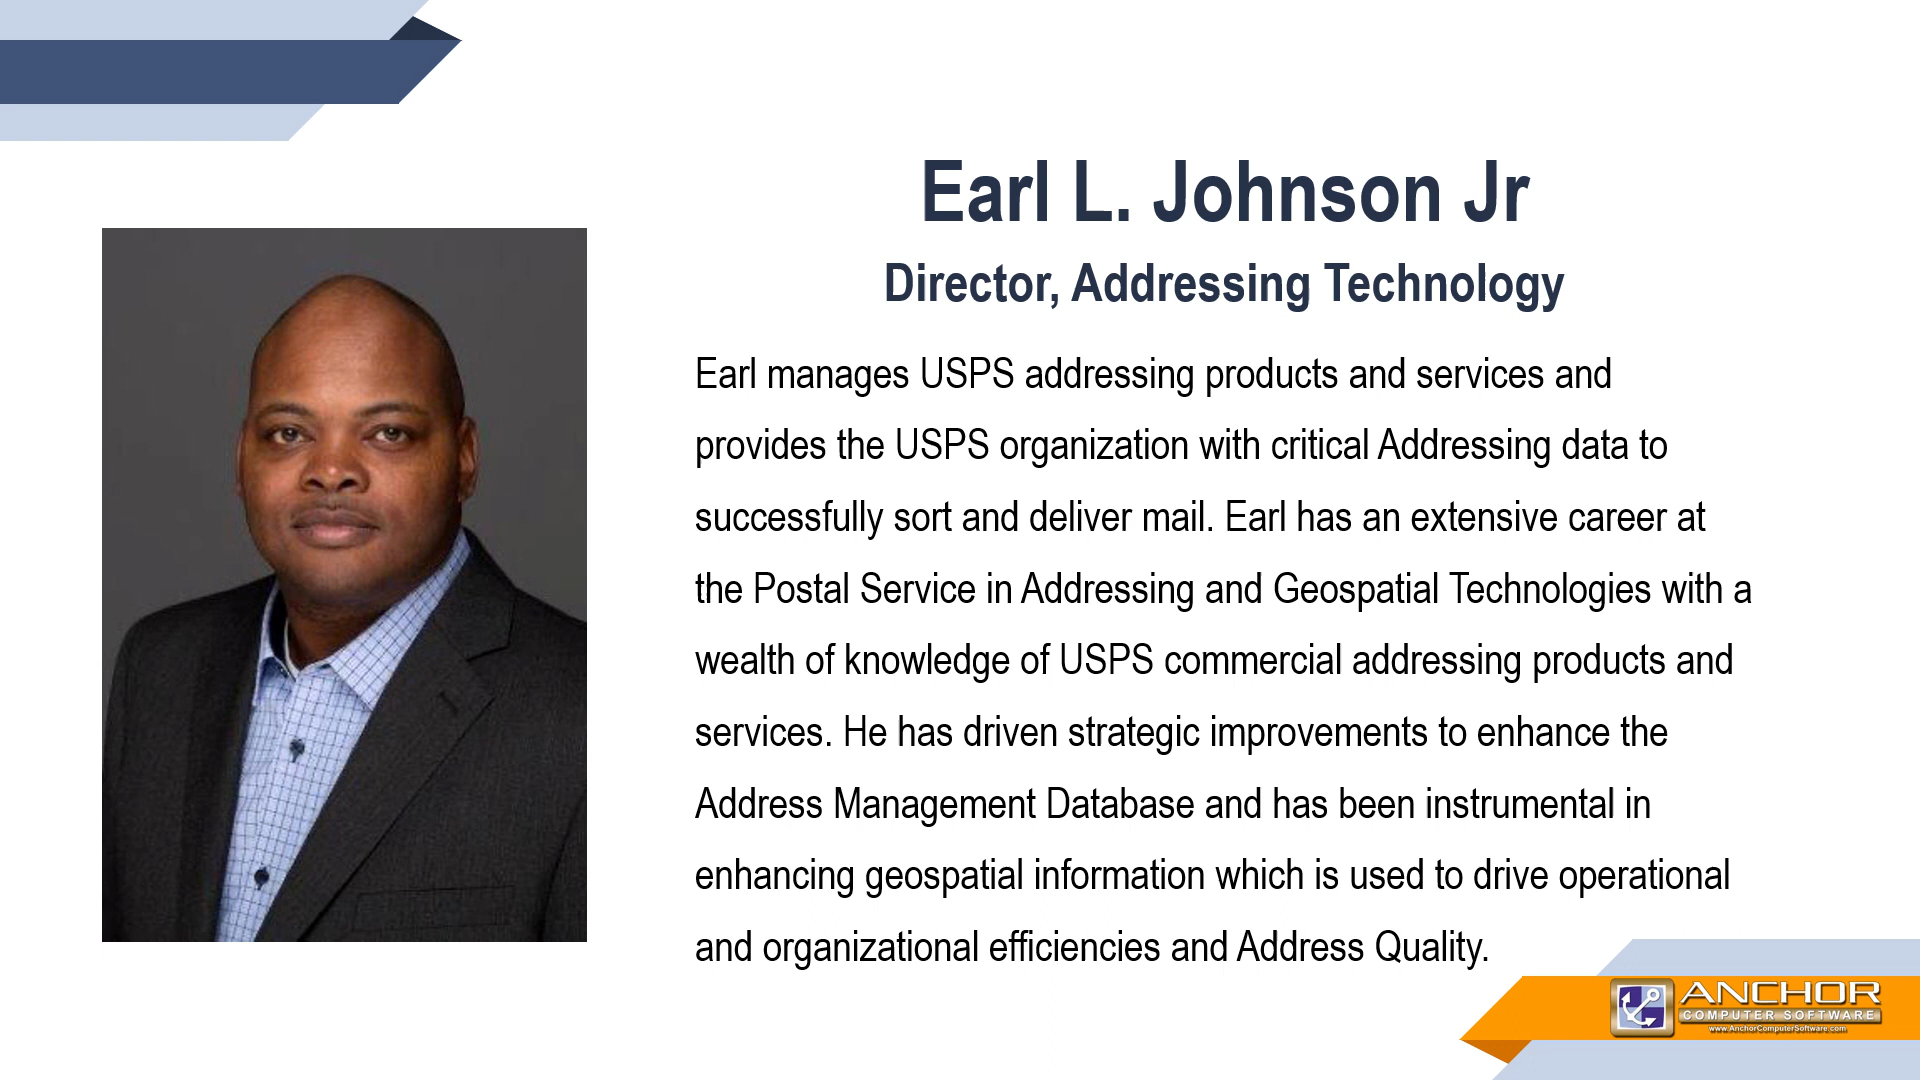 Earl L. Johnson Jr
Director, Addressing Technology
Earl manages USPS addressing products and services and
provides the USPS organization with critical Addressing data to
successfully sort and deliver mail. Earl has an extensive career at
the Postal Service in Addressing and Geospatial Technologies with a
wealth of knowledge of USPS commercial addressing products and
services. He has driven strategic improvements to enhance the
Address Management Database and has been instrumental in
enhancing geospatial information which is used to drive operational
and organizational efficiencies and Address Quality.
ANCHOR
COMPUTER SOFTWARE
www.AnchorComputerSoftware.com